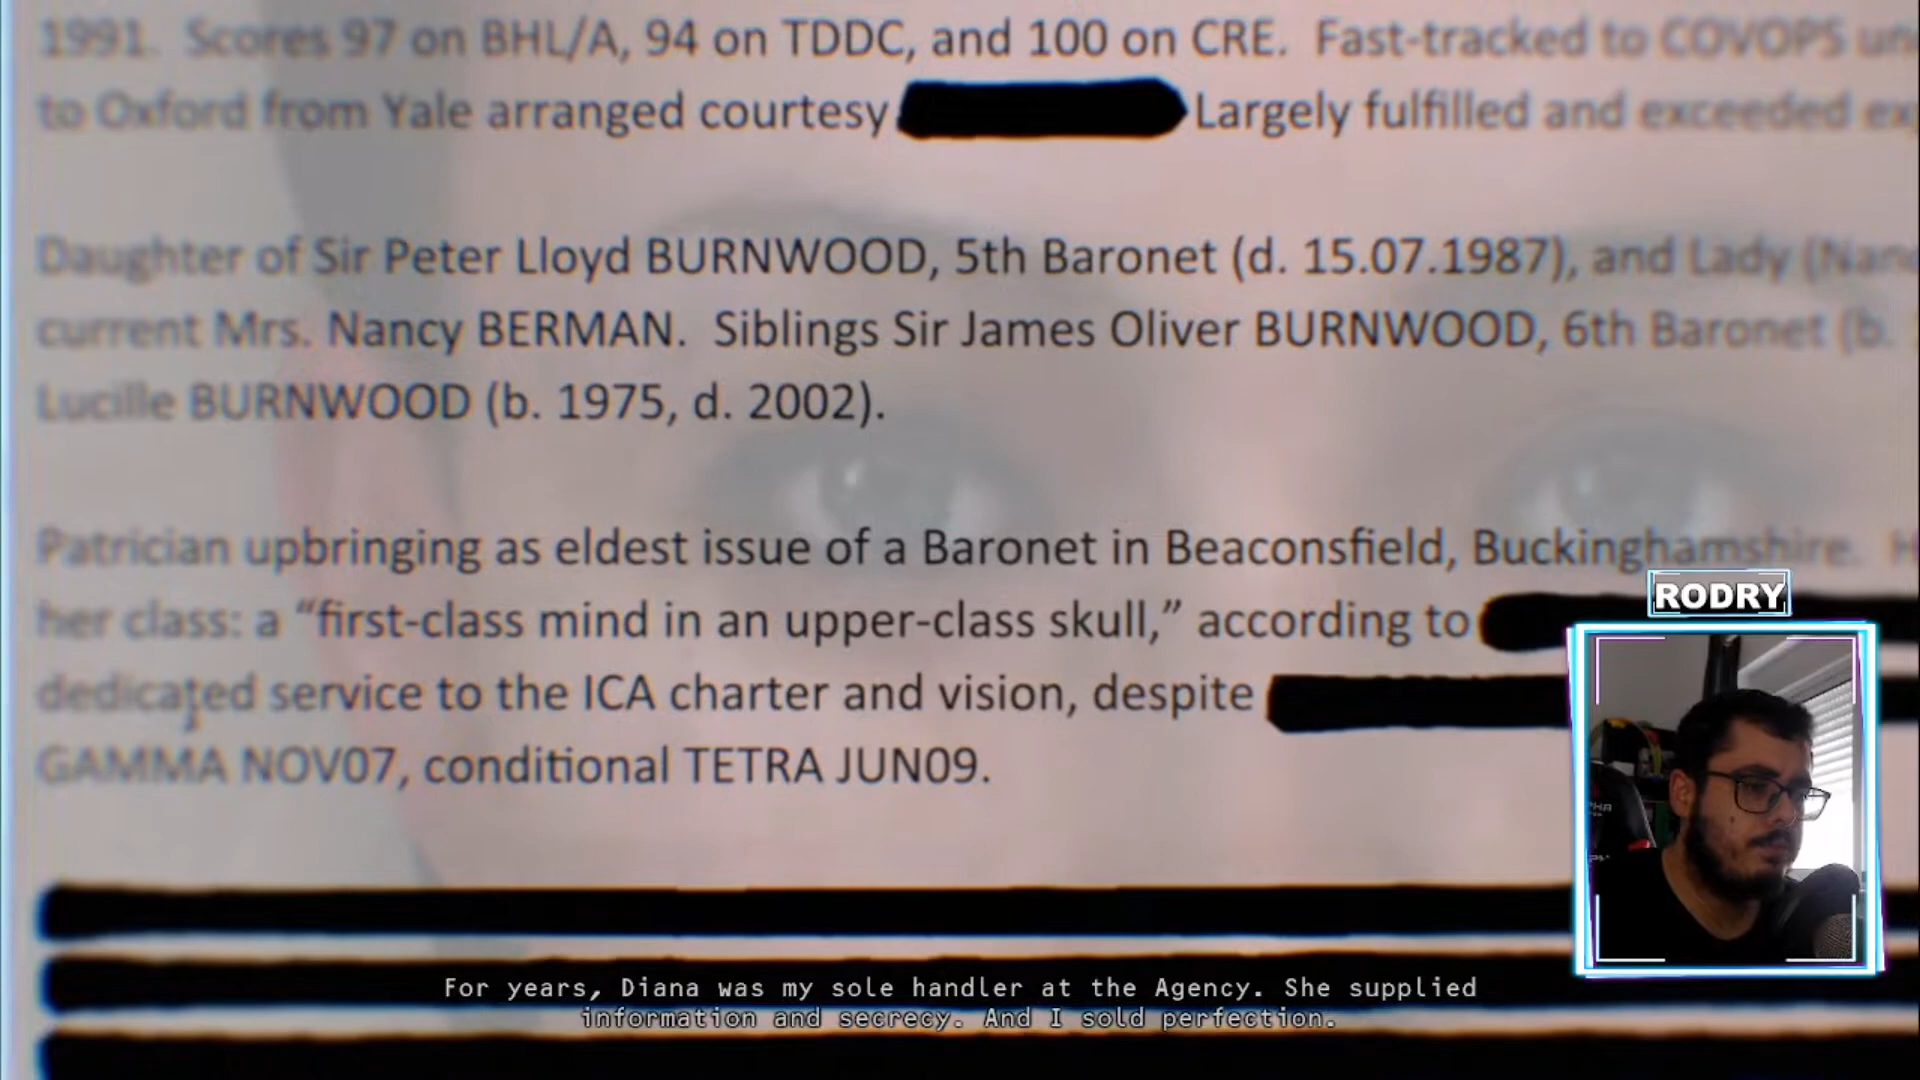 1991. Scores 97 on BHL/A, 94 on TDDC, and 100 on CRE. Fast-tracked to COVOPS
to Oxford from Yale arranged courtesy Largely fulfilled and exceeded
Daughter of Sir Peter Lloyd BURNWOOD, 5th Baronet (d. 15.07.1987), and Lady
current Mrs. Nancy BERMAN. Siblings Sir James Oliver BURNWOOD, 6th Baronet (b.
Lucille BURNWOOD (b. 1975, d. 2002).
Patrician upbringing as eldest issue of a Baronet in Beaconsfield, Buckinghamshire.
her class: a “first-class mind in an upper-class skull,” according to
RODRY
dedicated service to the ICA charter and vision, despite
GAMMA NOV07, conditional TETRA JUN09.
For years, Diana was my sole handler at the Agency. She supplied
information and secrecy. And I sold perfection.